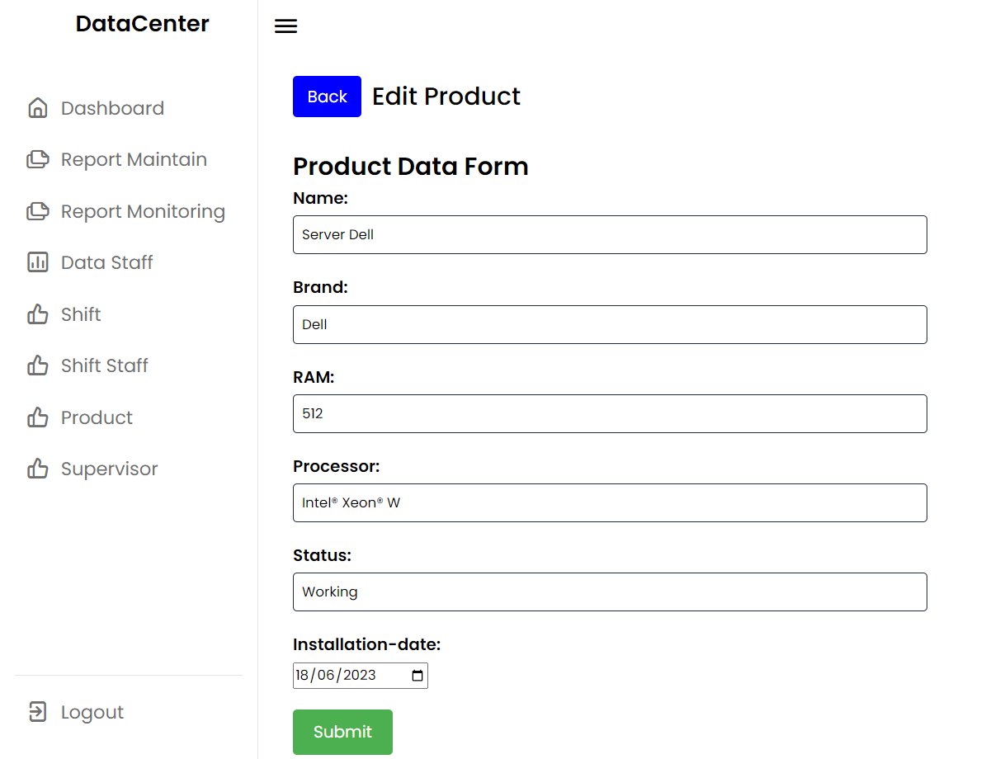 DataCenter
Dashboard
Report Maintain
Report Monitoring
Data Staff
Shift
Shift Staff
Product
Supervisor
Logout
Back
Edit Product
Product Data Form
Name:
Server Dell
Brand:
Dell
RAM:
512
Processor:
Intel® Xeon® W
Status:
Working
Installation-date:
18/06/2023
Submit